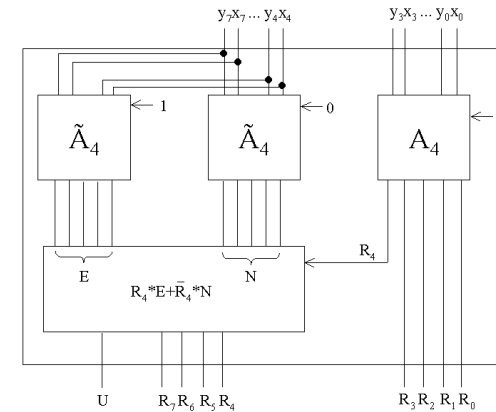 y₇x₇ ... y₄x₄ y₃x₃ ... y₀x₀
Ã₄ 1 Ã₄ 0 A₄
R₄
E N
R₄*E+R̄₄*N
U R₇ R₆ R₅ R₄ R₃ R₂ R₁ R₀